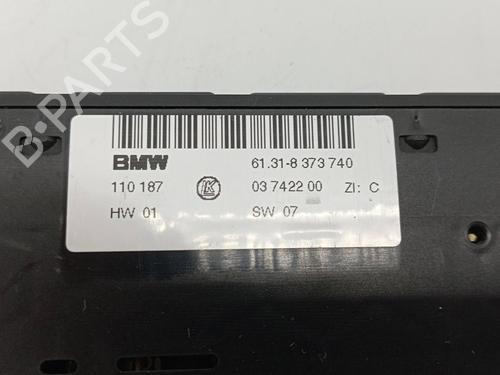 B-PARTS
BMW 61.31-8 373 740
110 187 K 03 7422 00 ZI: C
HW 01 SW 07